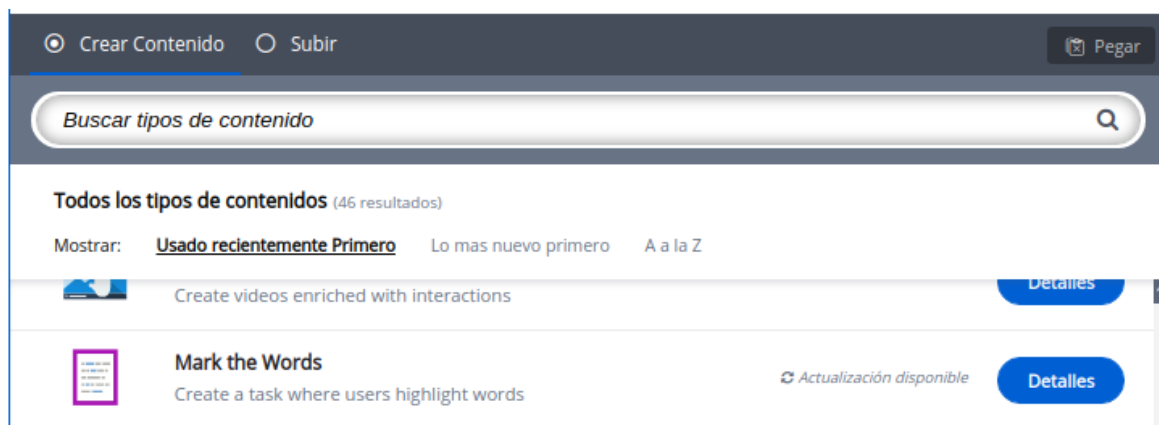 Crear Contenido Subir Pegar
Buscar tipos de contenido
Todos los tipos de contenidos (46 resultados)
Mostrar: Usado recientemente Primero Lo mas nuevo primero A a la Z
Create videos enriched with interactions Detalles
Mark the Words
Actualización disponible Detalles
Create a task where users highlight words